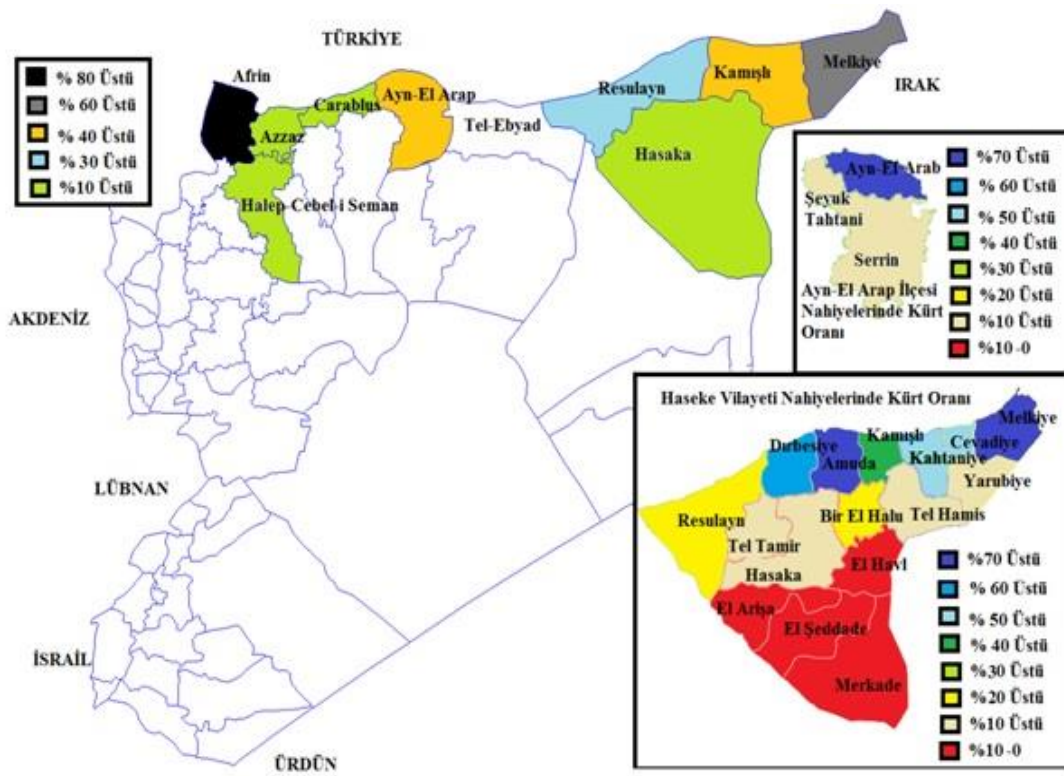 TÜRKİYE
% 80 Üstü
% 60 Üstü
% 40 Üstü
% 30 Üstü
%10 Üstü
Afrin
Azzaz
Carablus
Ayn-El Arap
Tel-Ebyad
Resulayn
Kamışlı
Melkiye
IRAK
Hasaka
Halep-Cebel-i Seman
AKDENİZ
LÜBNAN
İSRAİL
ÜRDÜN
Ayn-El-Arab
Şeyuk
Tahtani
Serrin
Ayn-El Arap İlçesi
Nahiyelerinde Kürt
Oranı
%70 Üstü
% 60 Üstü
% 50 Üstü
% 40 Üstü
%30 Üstü
%20 Üstü
%10 Üstü
%10 -0
Haseke Vilayeti Nahiyelerinde Kürt Oranı
Melkiye
Kamışlı
Cevadiye
Dırbesiye
Amuda
Kahtaniye
Yarubiye
Resulayn
Bir El Halu
Tel Hamis
Tel Tamir
Hasaka
El Havl
El Arişa
El Şeddade
Merkade
%70 Üstü
% 60 Üstü
% 50 Üstü
% 40 Üstü
%30 Üstü
%20 Üstü
%10 Üstü
%10 -0